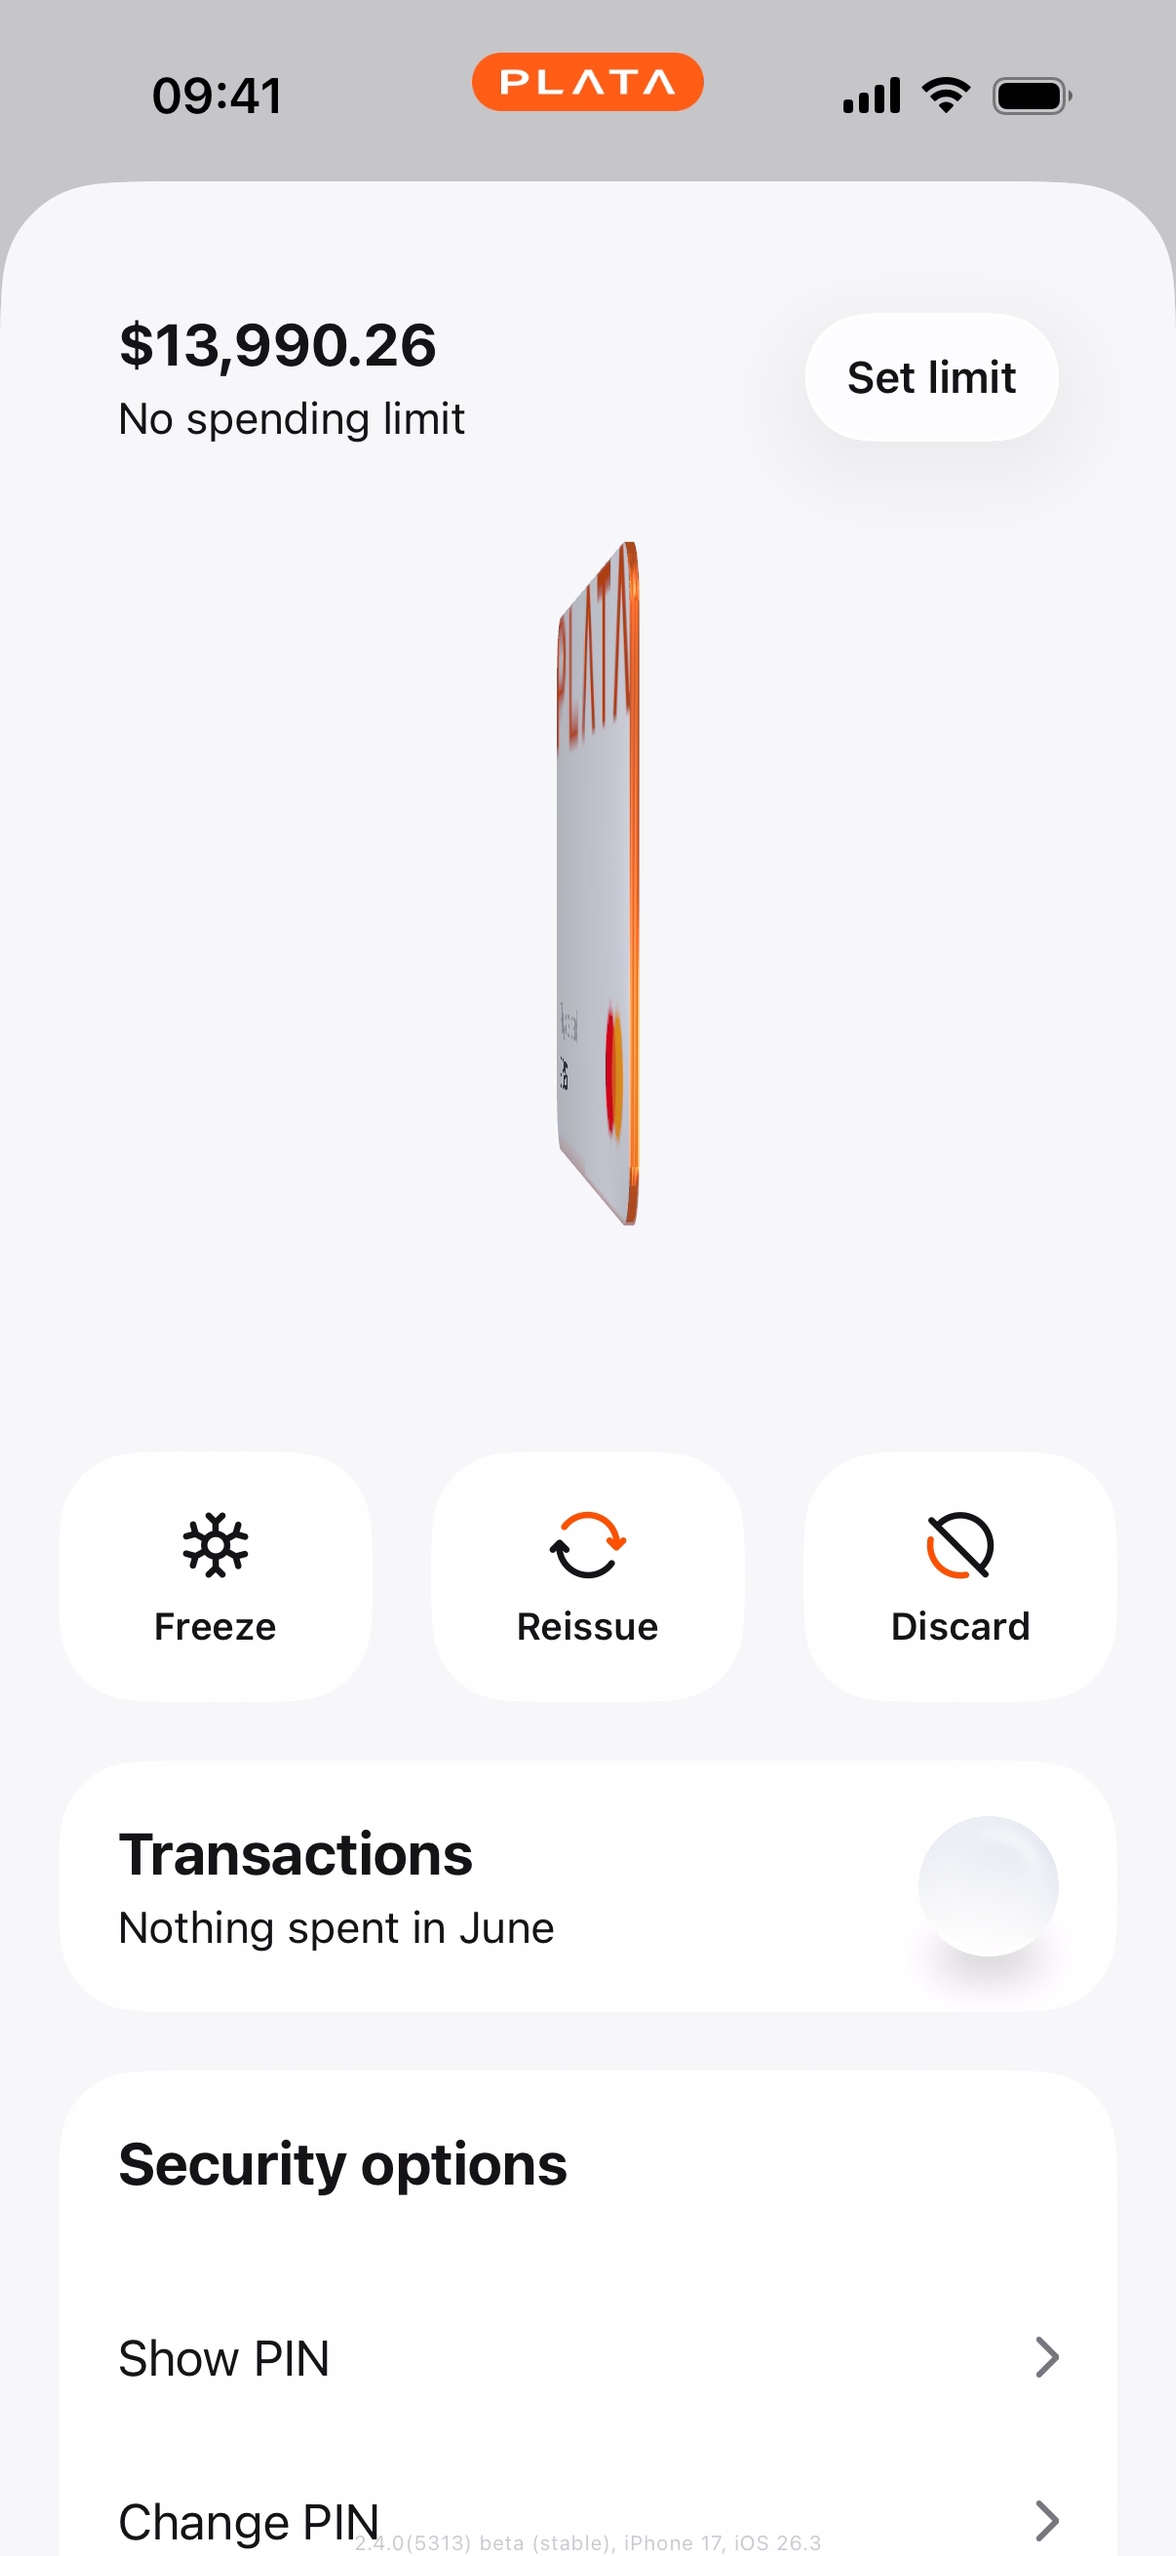 09:41
PLATA
$13,990.26
No spending limit
Set limit
PLATA
Freeze
Reissue
Discard
Transactions
Nothing spent in June
Security options
Show PIN
Change PIN
2.4.0(5313) beta (stable), iPhone 17, iOS 26.3